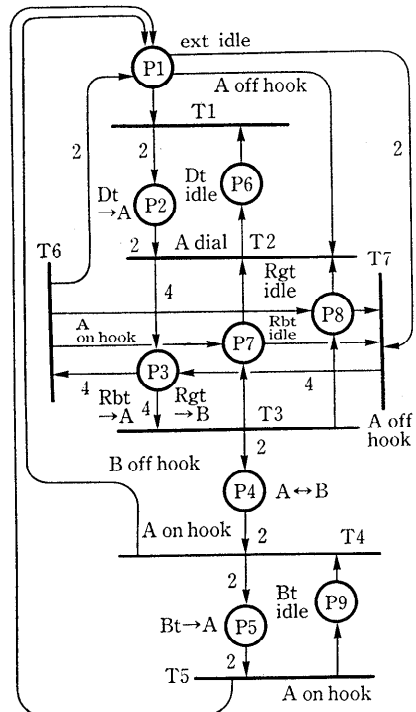 ext idle
P1
A off hook
T1
2
2
2
Dt
→A
P2
Dt
idle
P6
2
A dial
T2
T6
T7
4
Rgt
idle
P8
A
on hook
P7
Rbt
idle
4
P3
4
Rbt
→A
4
Rgt
→B
T3
A off
hook
B off hook
2
P4
A↔B
A on hook
2
T4
2
Bt
idle
P9
Bt→A
P5
2
T5
A on hook